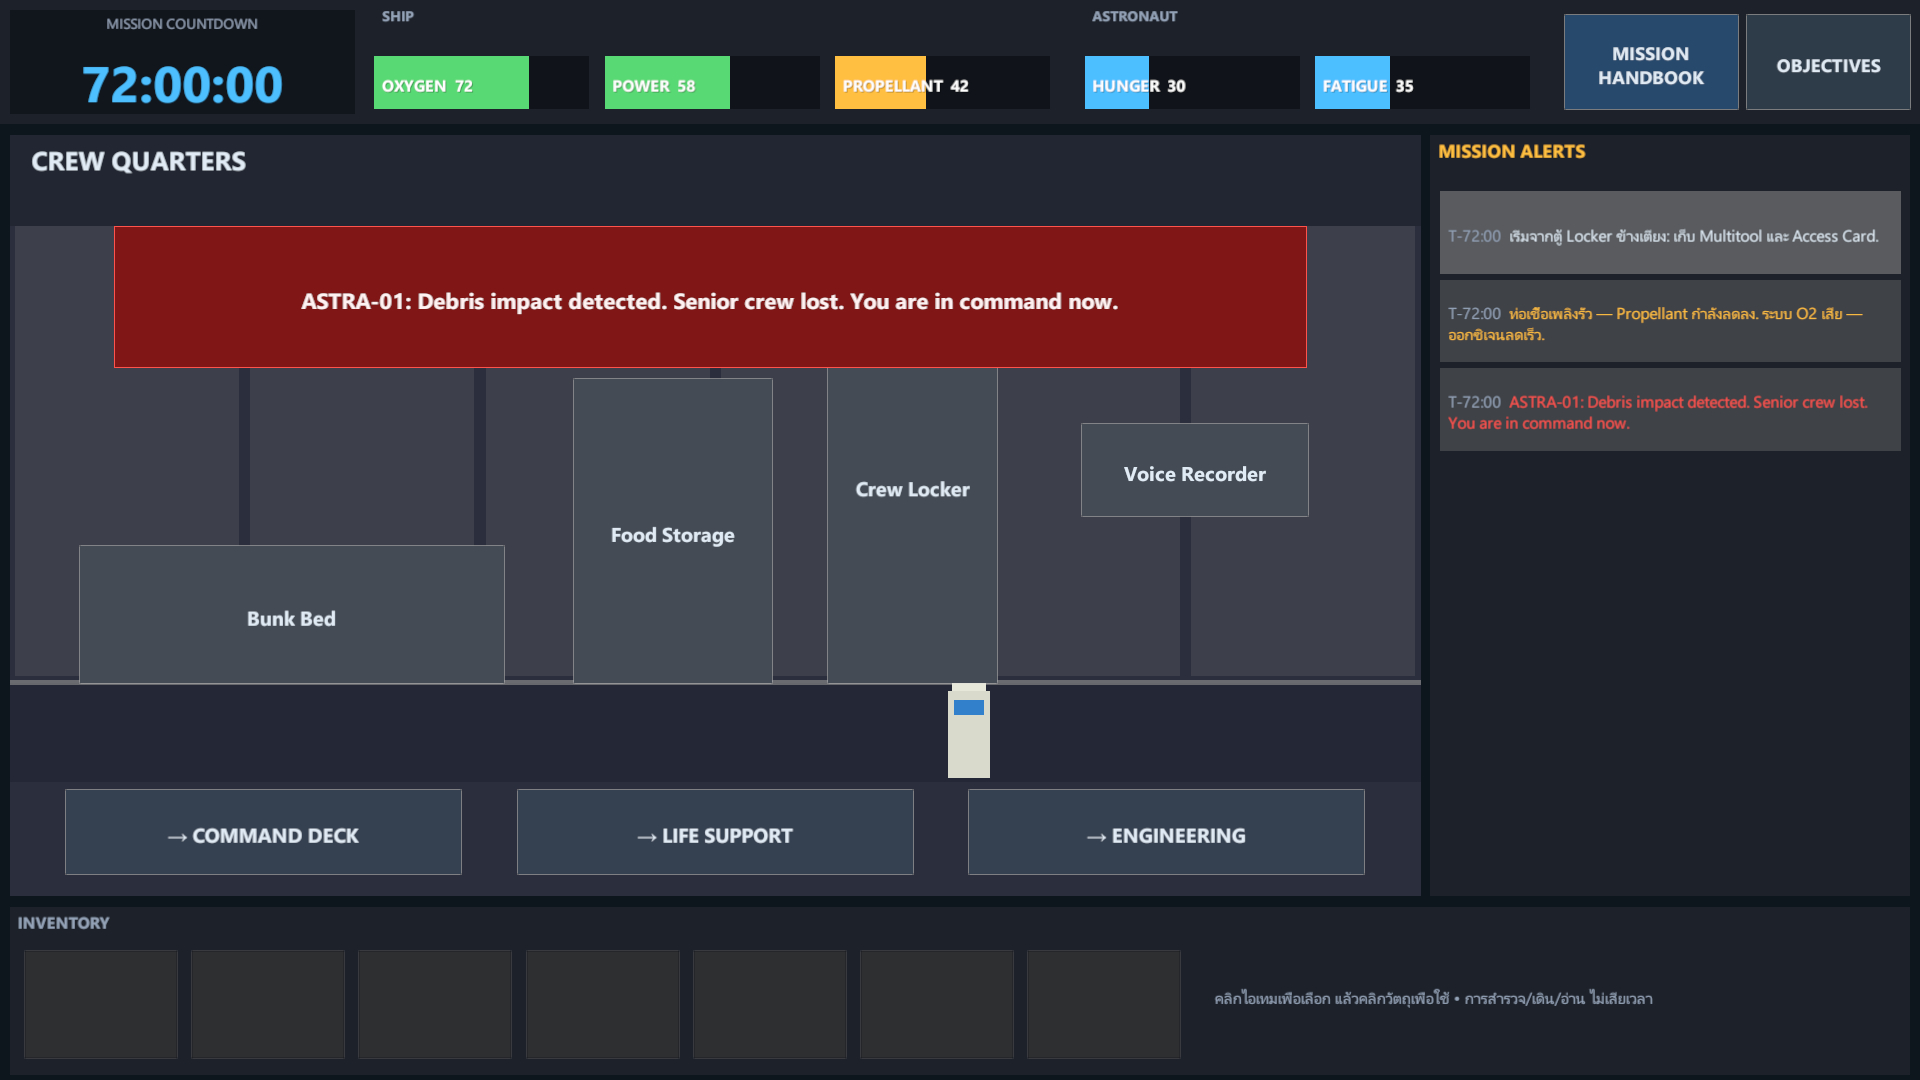 MISSION COUNTDOWN
72:00:00
SHIP
OXYGEN 72
POWER 58
PROPELLANT 42
ASTRONAUT
HUNGER 30
FATIGUE 35
MISSION
HANDBOOK
OBJECTIVES
CREW QUARTERS
ASTRA-01: Debris impact detected. Senior crew lost. You are in command now.
Food Storage
Crew Locker
Voice Recorder
Bunk Bed
→ COMMAND DECK
→ LIFE SUPPORT
→ ENGINEERING
MISSION ALERTS
T-72:00 เริ่มจากตู้ Locker ข้างเตียง: เก็บ Multitool และ Access Card.
T-72:00 ท่อเชื้อเพลิงรั่ว — Propellant กำลังลดลง. ระบบ O2 เสีย —
ออกซิเจนลดเร็ว.
T-72:00 ASTRA-01: Debris impact detected. Senior crew lost.
You are in command now.
INVENTORY
คลิกไอเทมเพื่อเลือก แล้วคลิกวัตถุเพื่อใช้ • การสำรวจ/เดิน/อ่าน ไม่เสียเวลา